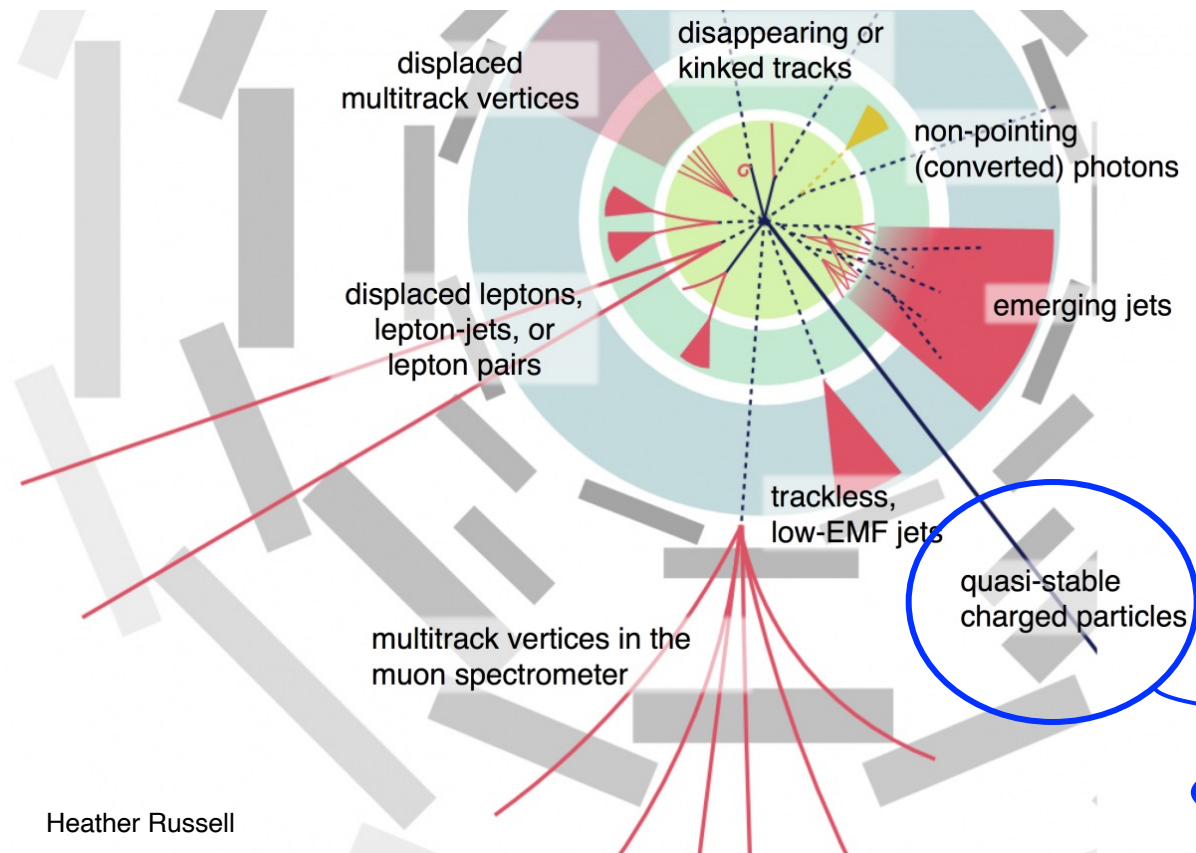 disappearing or
kinked tracks
displaced
multitrack vertices
non-pointing
(converted) photons
displaced leptons,
lepton-jets, or
lepton pairs
emerging jets
trackless,
low-EMF jets
quasi-stable
charged particles
multitrack vertices in the
muon spectrometer
Heather Russell